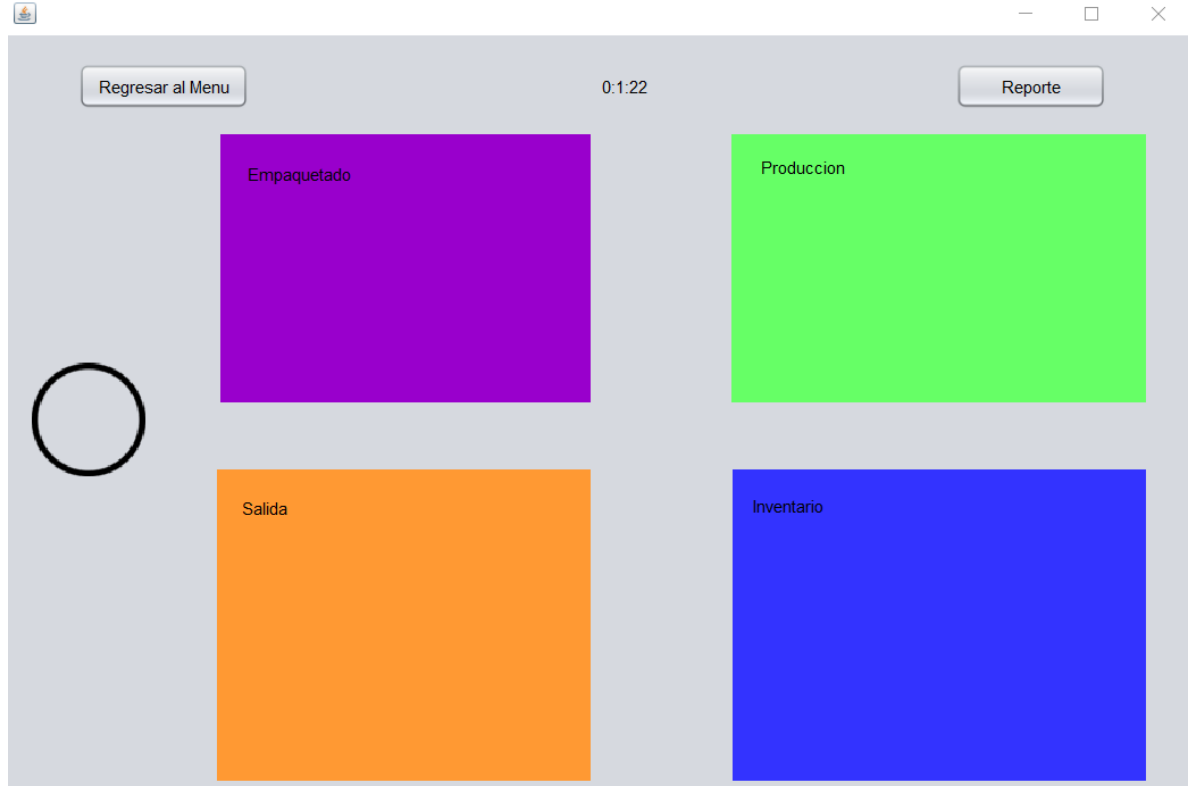 Regresar al Menu
0:1:22
Reporte
Empaquetado
Produccion
Salida
Inventario